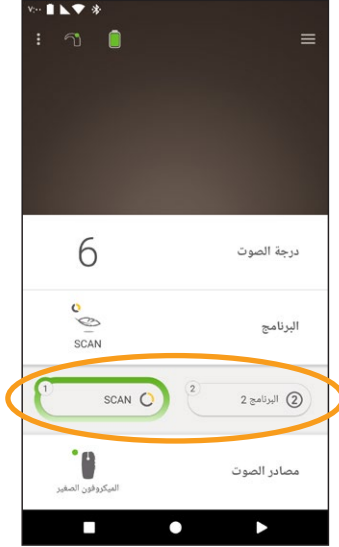 ٧:٠٠
درجة الصوت 6
البرنامج
SCAN
2 البرنامج 2 2
1 SCAN
مصادر الصوت
الميكروفون الصغير